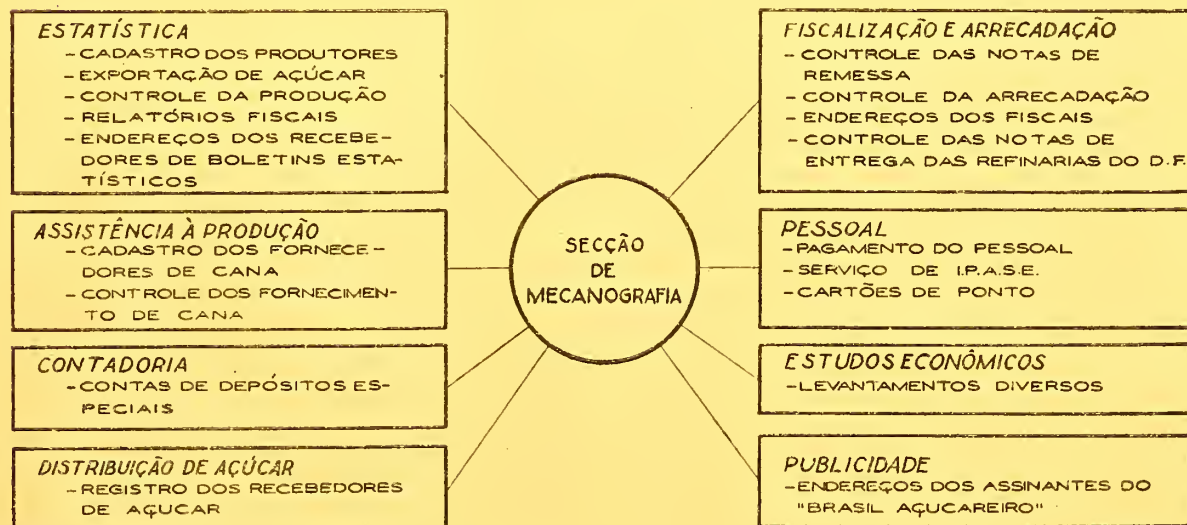 ESTATÍSTICA
- CADASTRO DOS PRODUTORES
- EXPORTAÇÃO DE AÇÚCAR
- CONTROLE DA PRODUÇÃO
- RELATÓRIOS FISCAIS
- ENDEREÇOS DOS RECEBE-
DORES DE BOLETINS ESTA-
TÍSTICOS
ASSISTÊNCIA À PRODUÇÃO
- CADASTRO DOS FORNECE-
DORES DE CANA
- CONTROLE DOS FORNECIMEN-
TO DE CANA
CONTADORIA
- CONTAS DE DEPÓSITOS ES-
PECIAIS
DISTRIBUIÇÃO DE AÇÚCAR
- REGISTRO DOS RECEBEDORES
DE AÇUCAR
SECÇÃO
DE
MECANOGRAFIA
FISCALIZAÇÃO E ARRECADAÇÃO
- CONTROLE DAS NOTAS DE
REMESSA
- CONTROLE DA ARRECADAÇÃO
- ENDEREÇOS DOS FISCAIS
- CONTROLE DAS NOTAS DE
ENTREGA DAS REFINARIAS DO D.F.
PESSOAL
- PAGAMENTO DO PESSOAL
- SERVIÇO DE I.P.A.S.E.
- CARTÕES DE PONTO
ESTUDOS ECONÔMICOS
- LEVANTAMENTOS DIVERSOS
PUBLICIDADE
- ENDEREÇOS DOS ASSINANTES DO
"BRASIL AÇUCAREIRO"